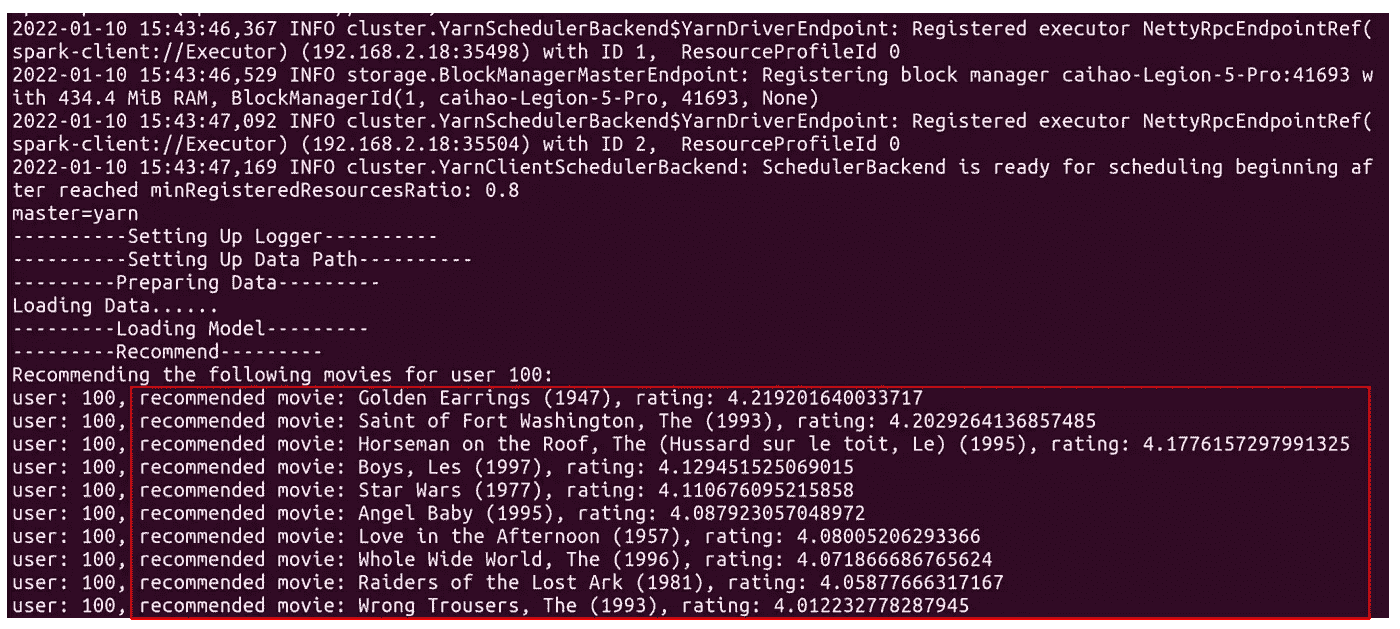 2022-01-10 15:43:46,367 INFO cluster.YarnSchedulerBackend$YarnDriverEndpoint: Registered executor NettyRpcEndpointRef(
spark-client://Executor) (192.168.2.18:35498) with ID 1,  ResourceProfileId 0
2022-01-10 15:43:46,529 INFO storage.BlockManagerMasterEndpoint: Registering block manager caihao-Legion-5-Pro:41693 w
ith 434.4 MiB RAM, BlockManagerId(1, caihao-Legion-5-Pro, 41693, None)
2022-01-10 15:43:47,092 INFO cluster.YarnSchedulerBackend$YarnDriverEndpoint: Registered executor NettyRpcEndpointRef(
spark-client://Executor) (192.168.2.18:35504) with ID 2,  ResourceProfileId 0
2022-01-10 15:43:47,169 INFO cluster.YarnClientSchedulerBackend: SchedulerBackend is ready for scheduling beginning af
ter reached minRegisteredResourcesRatio: 0.8
master=yarn
----------Setting Up Logger----------
----------Setting Up Data Path----------
---------Preparing Data---------
Loading Data......
---------Loading Model---------
---------Recommend---------
Recommending the following movies for user 100:
user: 100, recommended movie: Golden Earrings (1947), rating: 4.219201640033717
user: 100, recommended movie: Saint of Fort Washington, The (1993), rating: 4.2029264136857485
user: 100, recommended movie: Horseman on the Roof, The (Hussard sur le toit, Le) (1995), rating: 4.1776157297991325
user: 100, recommended movie: Boys, Les (1997), rating: 4.129451525069015
user: 100, recommended movie: Star Wars (1977), rating: 4.110676095215858
user: 100, recommended movie: Angel Baby (1995), rating: 4.087923057048972
user: 100, recommended movie: Love in the Afternoon (1957), rating: 4.08005206293366
user: 100, recommended movie: Whole Wide World, The (1996), rating: 4.071866686765624
user: 100, recommended movie: Raiders of the Lost Ark (1981), rating: 4.05877666317167
user: 100, recommended movie: Wrong Trousers, The (1993), rating: 4.012232778287945